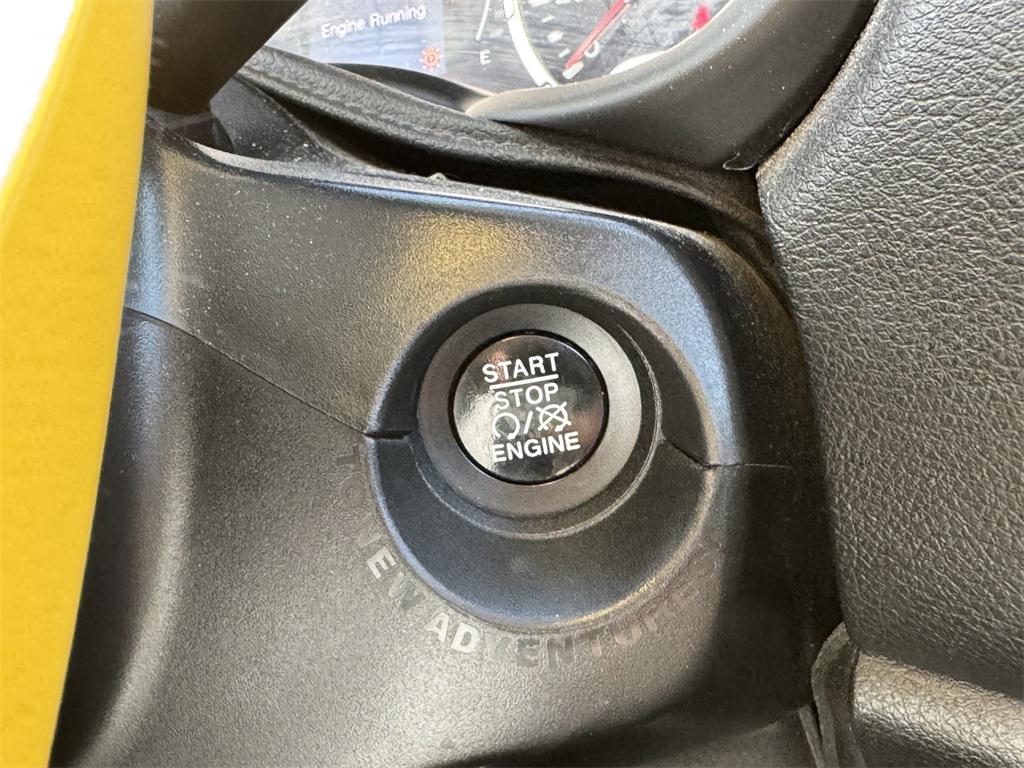 Engine Running
E
START
STOP
/
ENGINE
TO NEW ADVENTURES